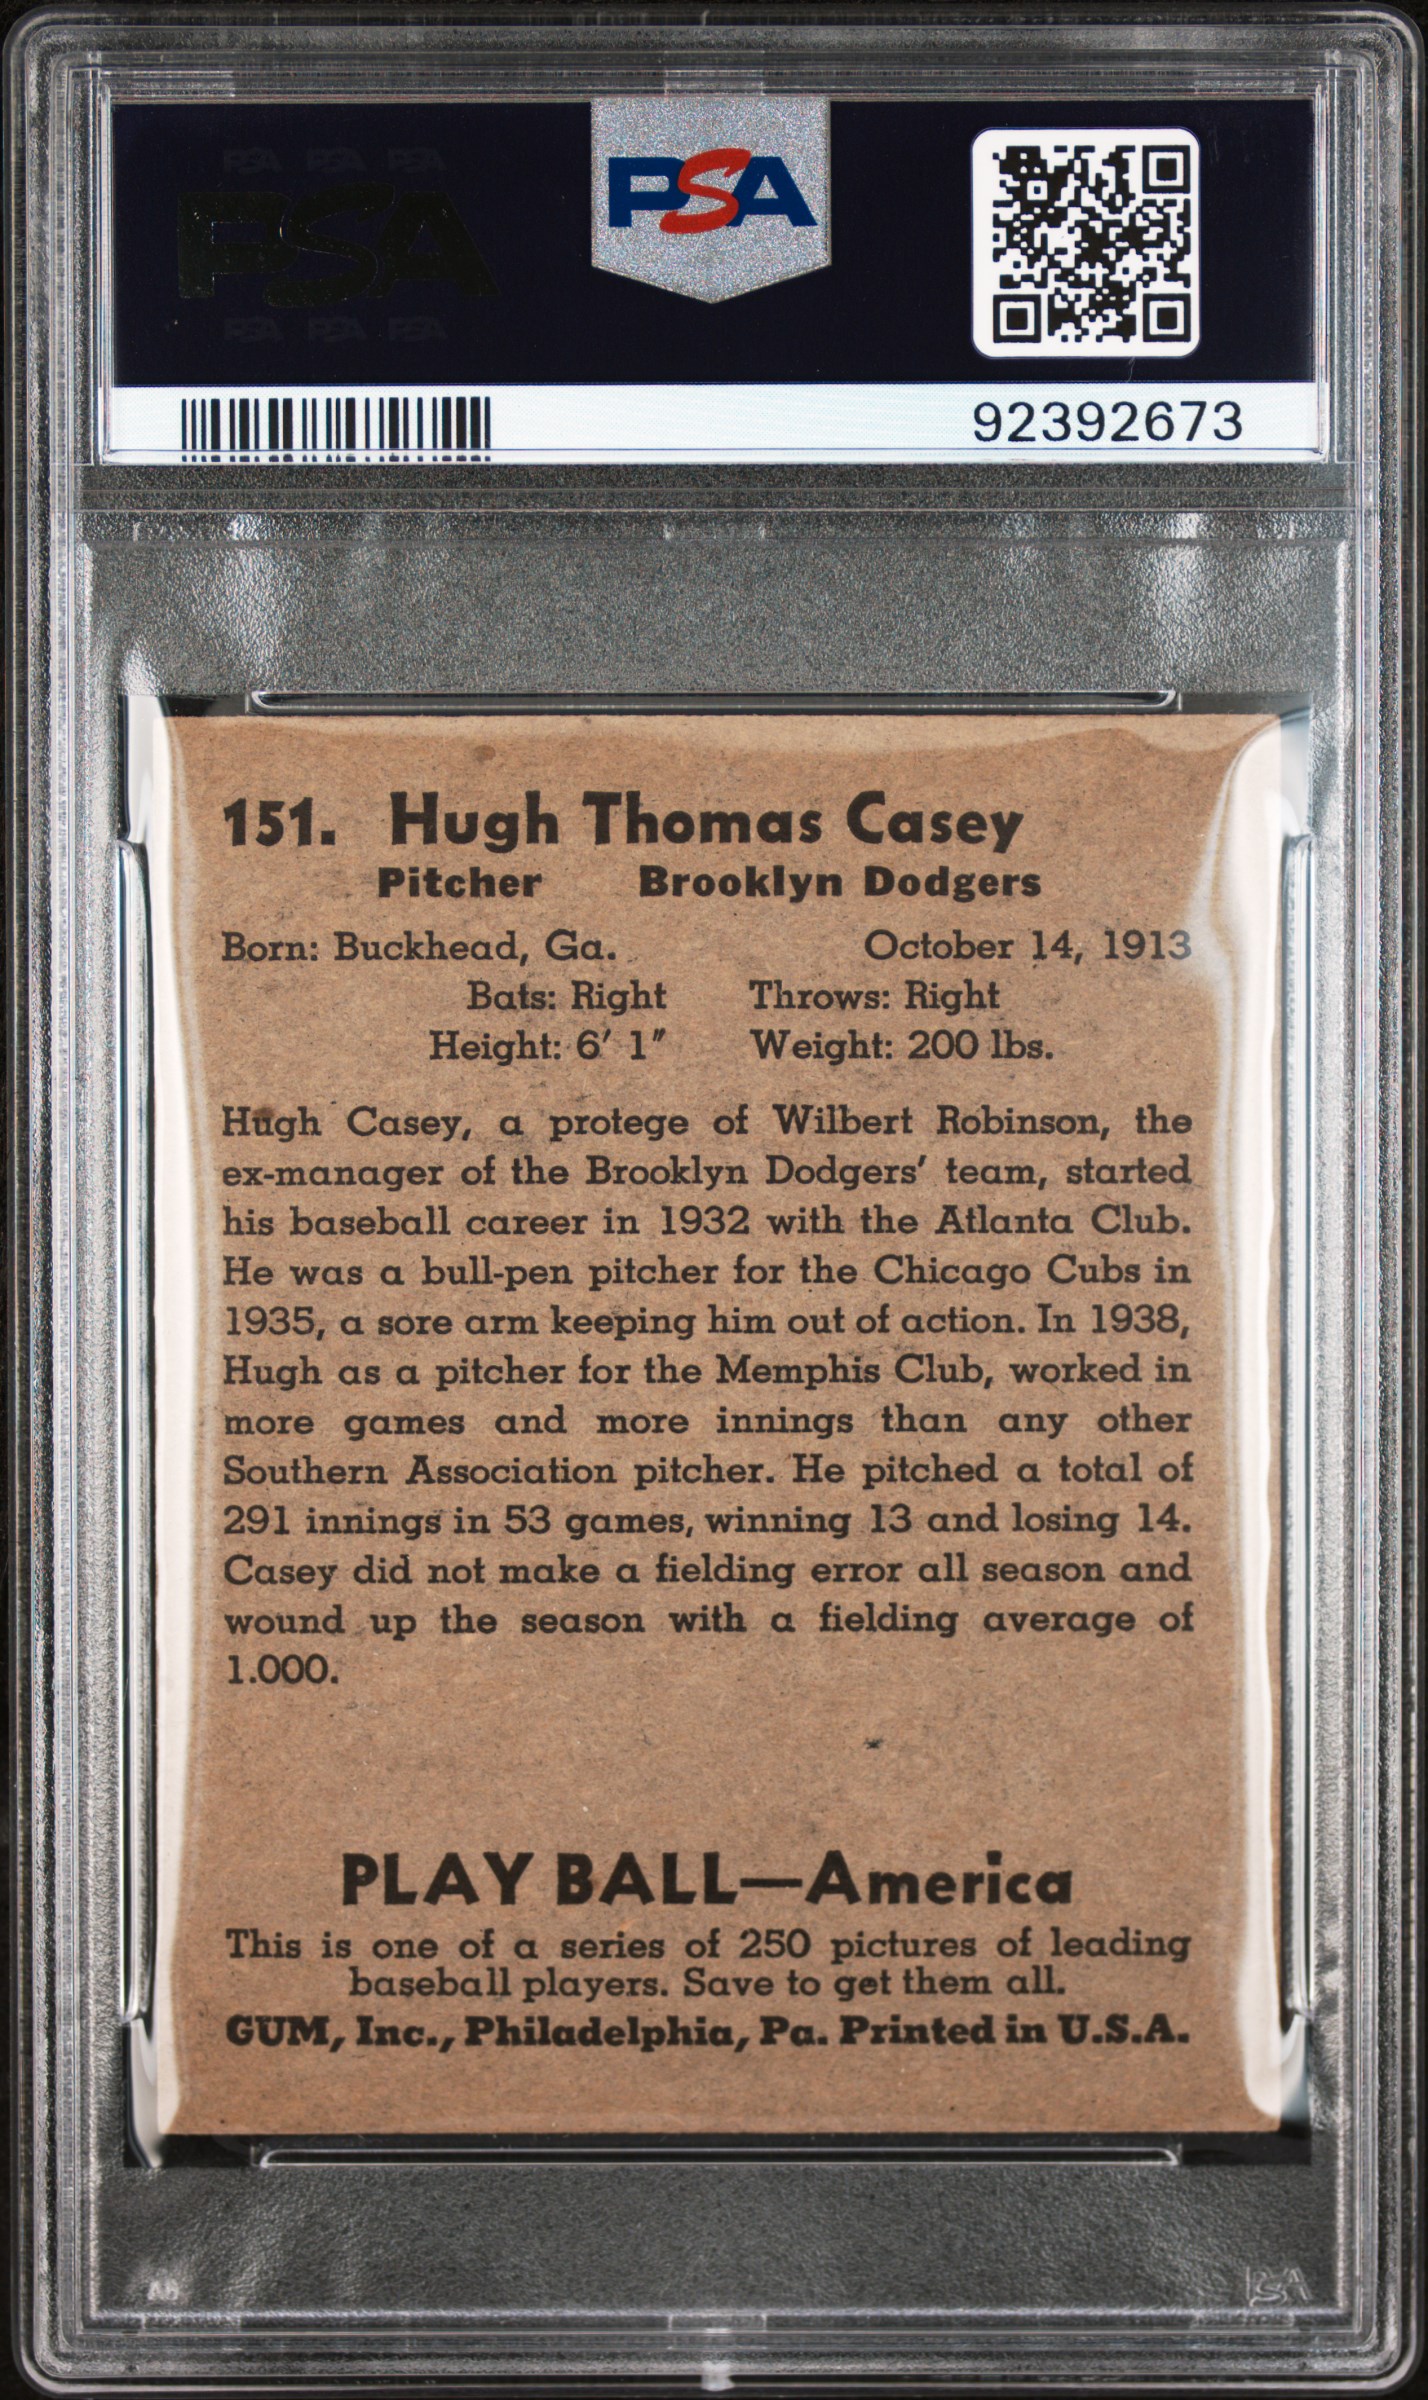 PSA PSA PSA
PSA
PSA PSA PSA
PSA
92392673
151. Hugh Thomas Casey
Pitcher Brooklyn Dodgers
Born: Buckhead, Ga. October 14, 1913
Bats: Right Throws: Right
Height: 6' 1" Weight: 200 lbs.
Hugh Casey, a protege of Wilbert Robinson, the
ex-manager of the Brooklyn Dodgers' team, started
his baseball career in 1932 with the Atlanta Club.
He was a bull-pen pitcher for the Chicago Cubs in
1935, a sore arm keeping him out of action. In 1938,
Hugh as a pitcher for the Memphis Club, worked in
more games and more innings than any other
Southern Association pitcher. He pitched a total of
291 innings in 53 games, winning 13 and losing 14.
Casey did not make a fielding error all season and
wound up the season with a fielding average of
1.000.
PLAY BALL—America
This is one of a series of 250 pictures of leading
baseball players. Save to get them all.
GUM, Inc., Philadelphia, Pa. Printed in U.S.A.
PSA